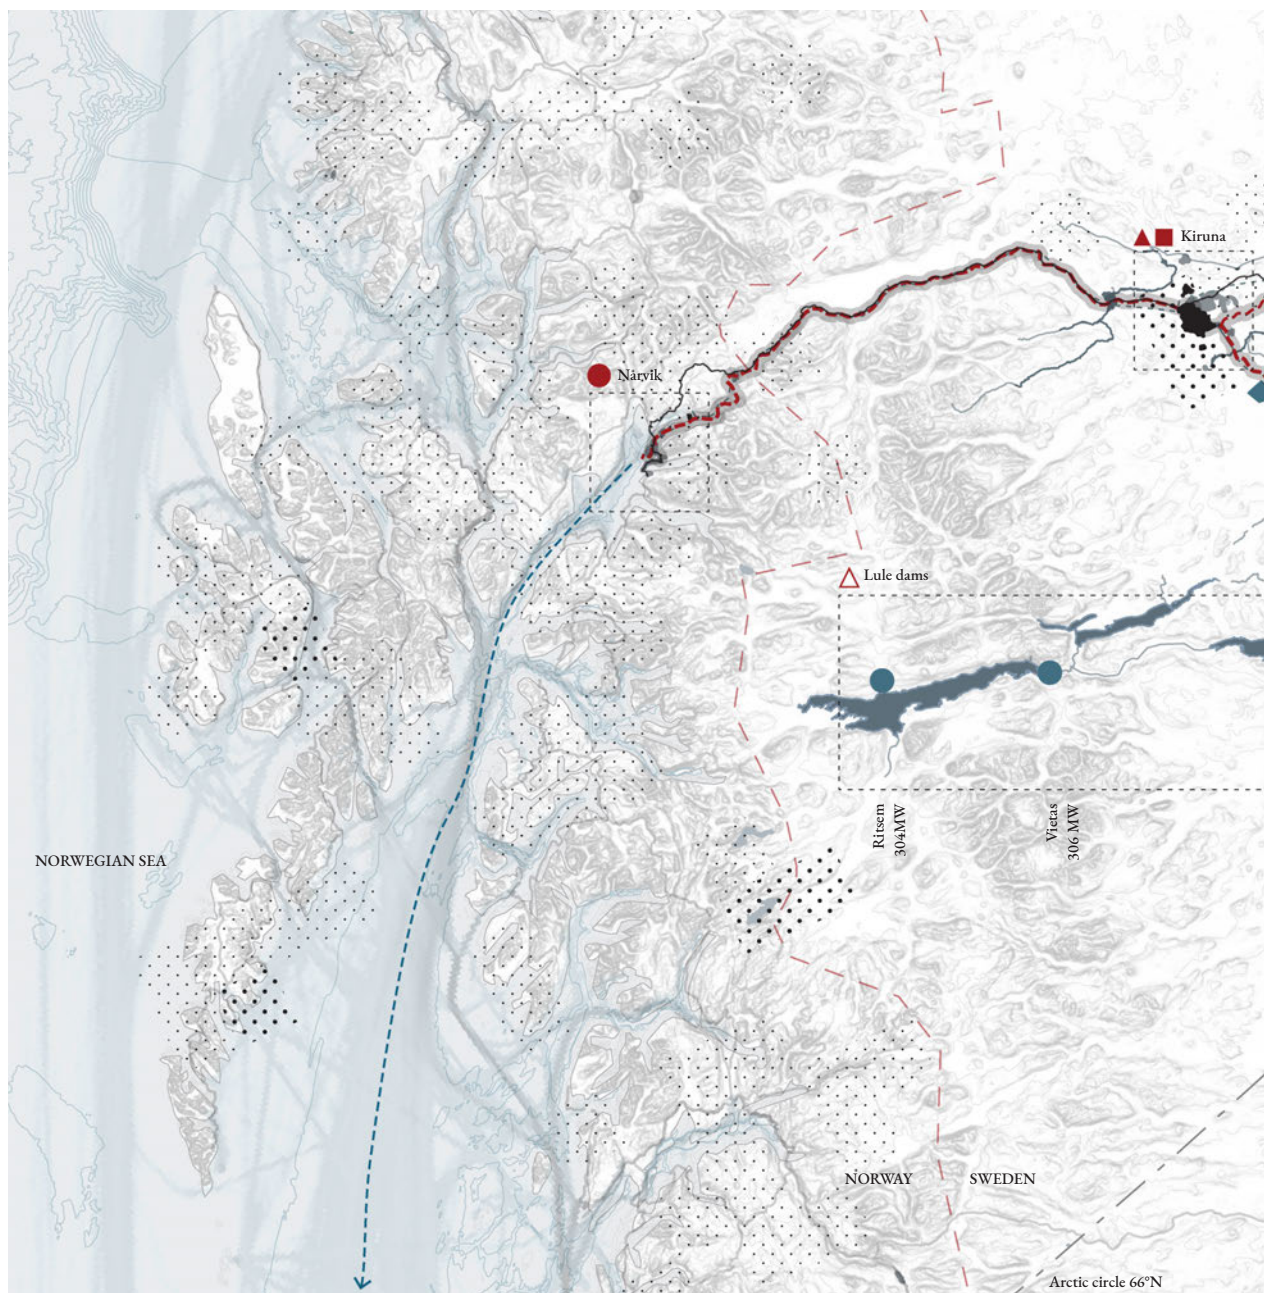 Kiruna
Narvik
Lule dams
Ritsem
304MW
Vietas
306 MW
NORWEGIAN SEA
NORWAY
SWEDEN
Arctic circle 66°N